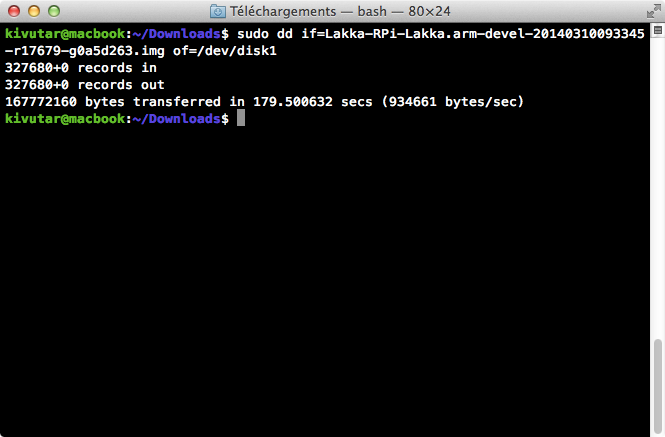 Téléchargements — bash — 80×24
kivutar@macbook:~/Downloads$ sudo dd if=Lakka-RPi-Lakka.arm-devel-20140310093345
-r17679-g0a5d263.img of=/dev/disk1
327680+0 records in
327680+0 records out
167772160 bytes transferred in 179.500632 secs (934661 bytes/sec)
kivutar@macbook:~/Downloads$